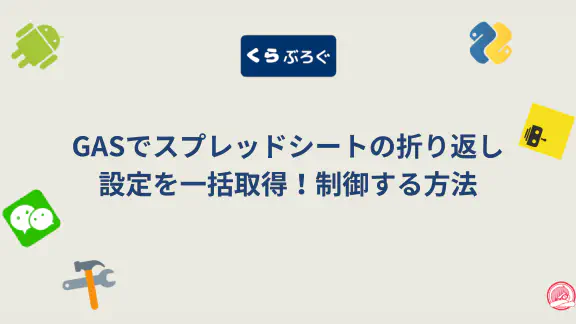 くらぶろぐ
GASでスプレッドシートの折り返し
設定を一括取得！制御する方法